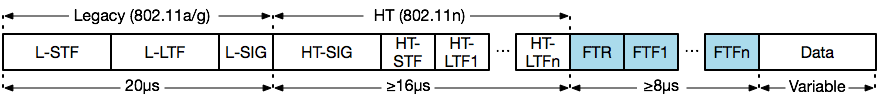 Legacy (802.11a/g) HT (802.11n)
L-STF L-LTF L-SIG HT-SIG HT-STF HT-LTF1 ... HT-LTFn FTR FTF1 ... FTFn Data
20μs ≥16μs ≥8μs Variable